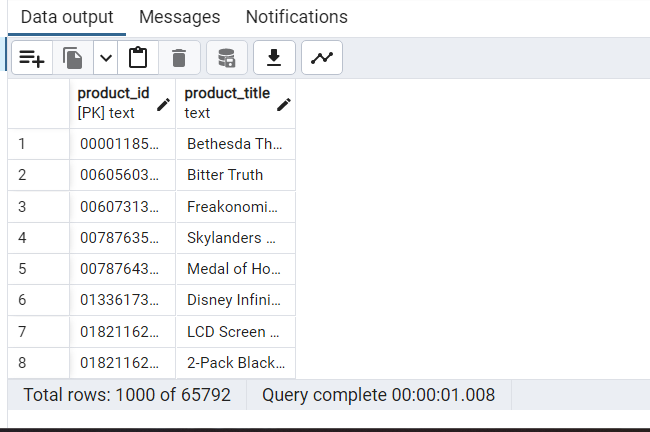 Data output Messages Notifications
product_id product_title
[PK] text text
1 00001185... Bethesda Th...
2 00605603... Bitter Truth
3 00607313... Freakonomi...
4 00787635... Skylanders ...
5 00787643... Medal of Ho...
6 01336173... Disney Infini...
7 01821162... LCD Screen ...
8 01821162... 2-Pack Black...
Total rows: 1000 of 65792 Query complete 00:00:01.008